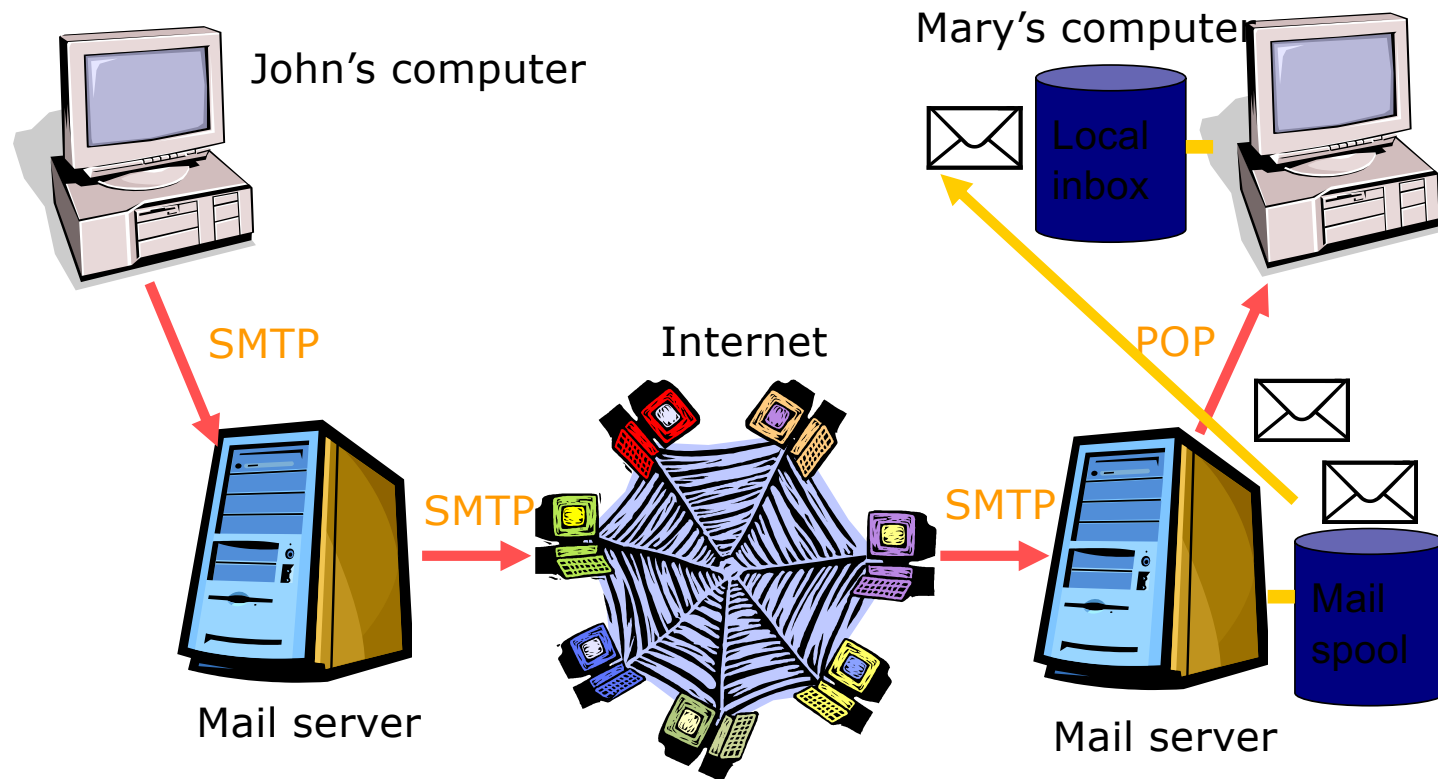 Mary's computer
John's computer
Local
inbox
SMTP
Internet
POP
SMTP
SMTP
Mail
spool
Mail server
Mail server